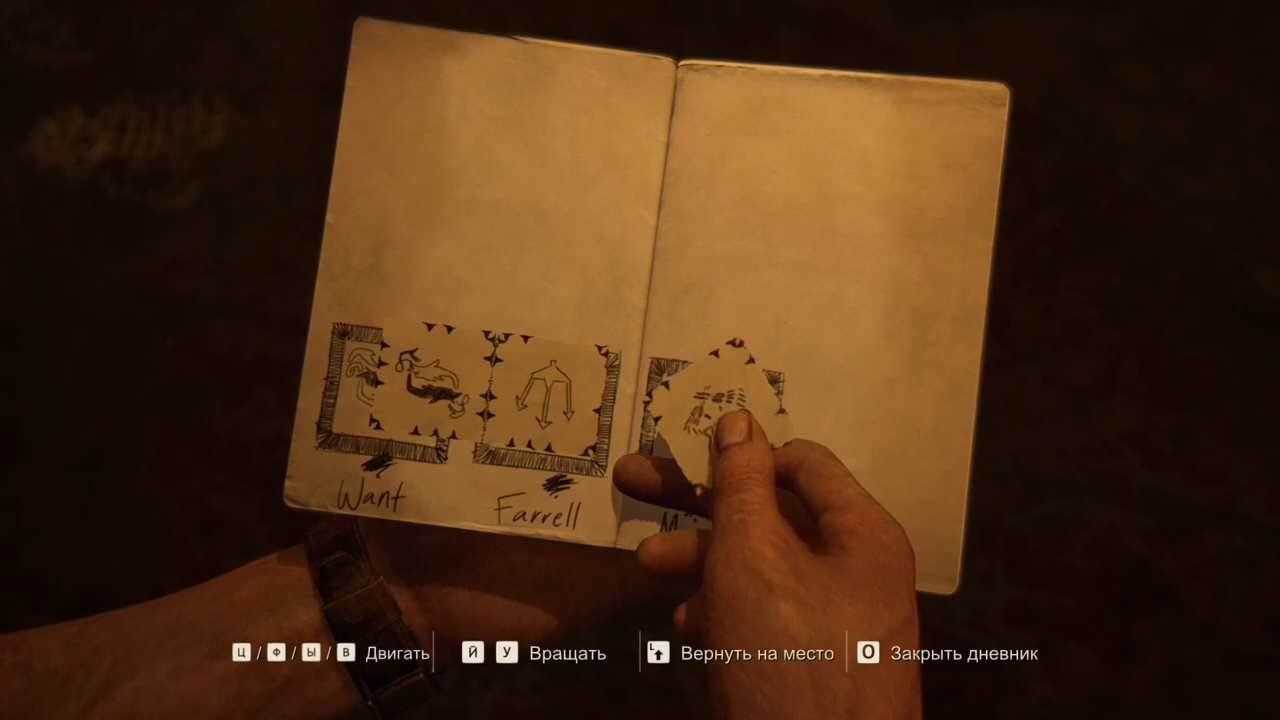 Want
Farrell
M
Ц / Ф / Ы / В Двигать
Й У Вращать
L Вернуть на место
O Закрыть дневник